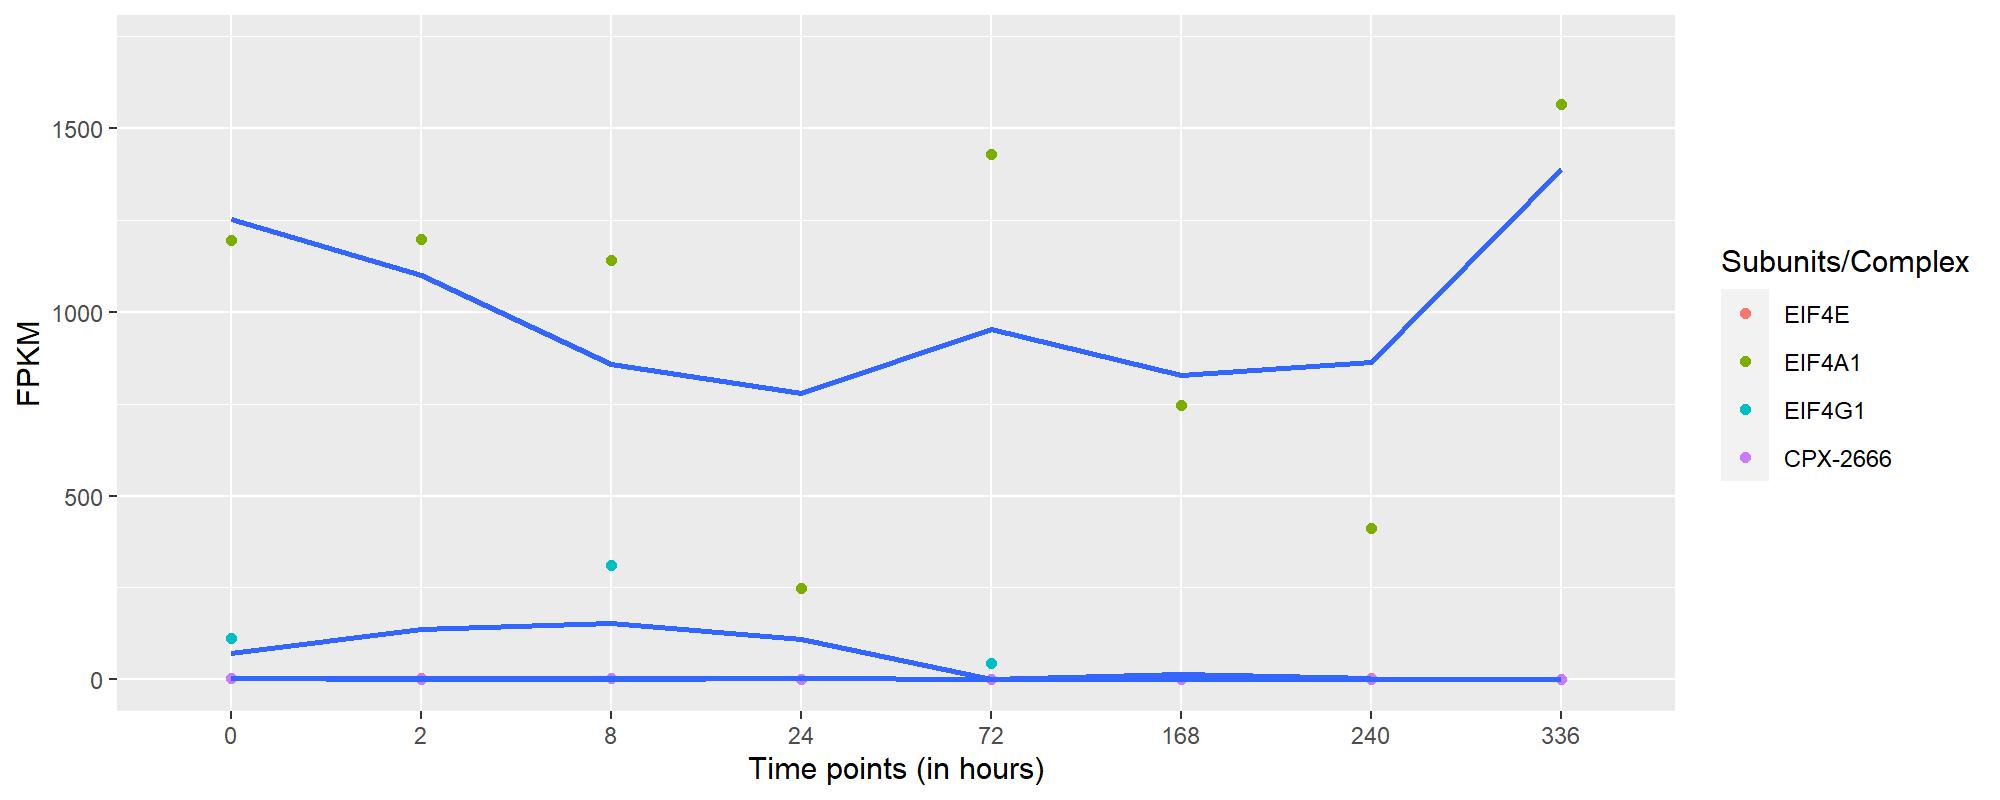 1500
1000
500
0
FPKM
0 2 8 24 72 168 240 336
Time points (in hours)
Subunits/Complex
EIF4E
EIF4A1
EIF4G1
CPX-2666